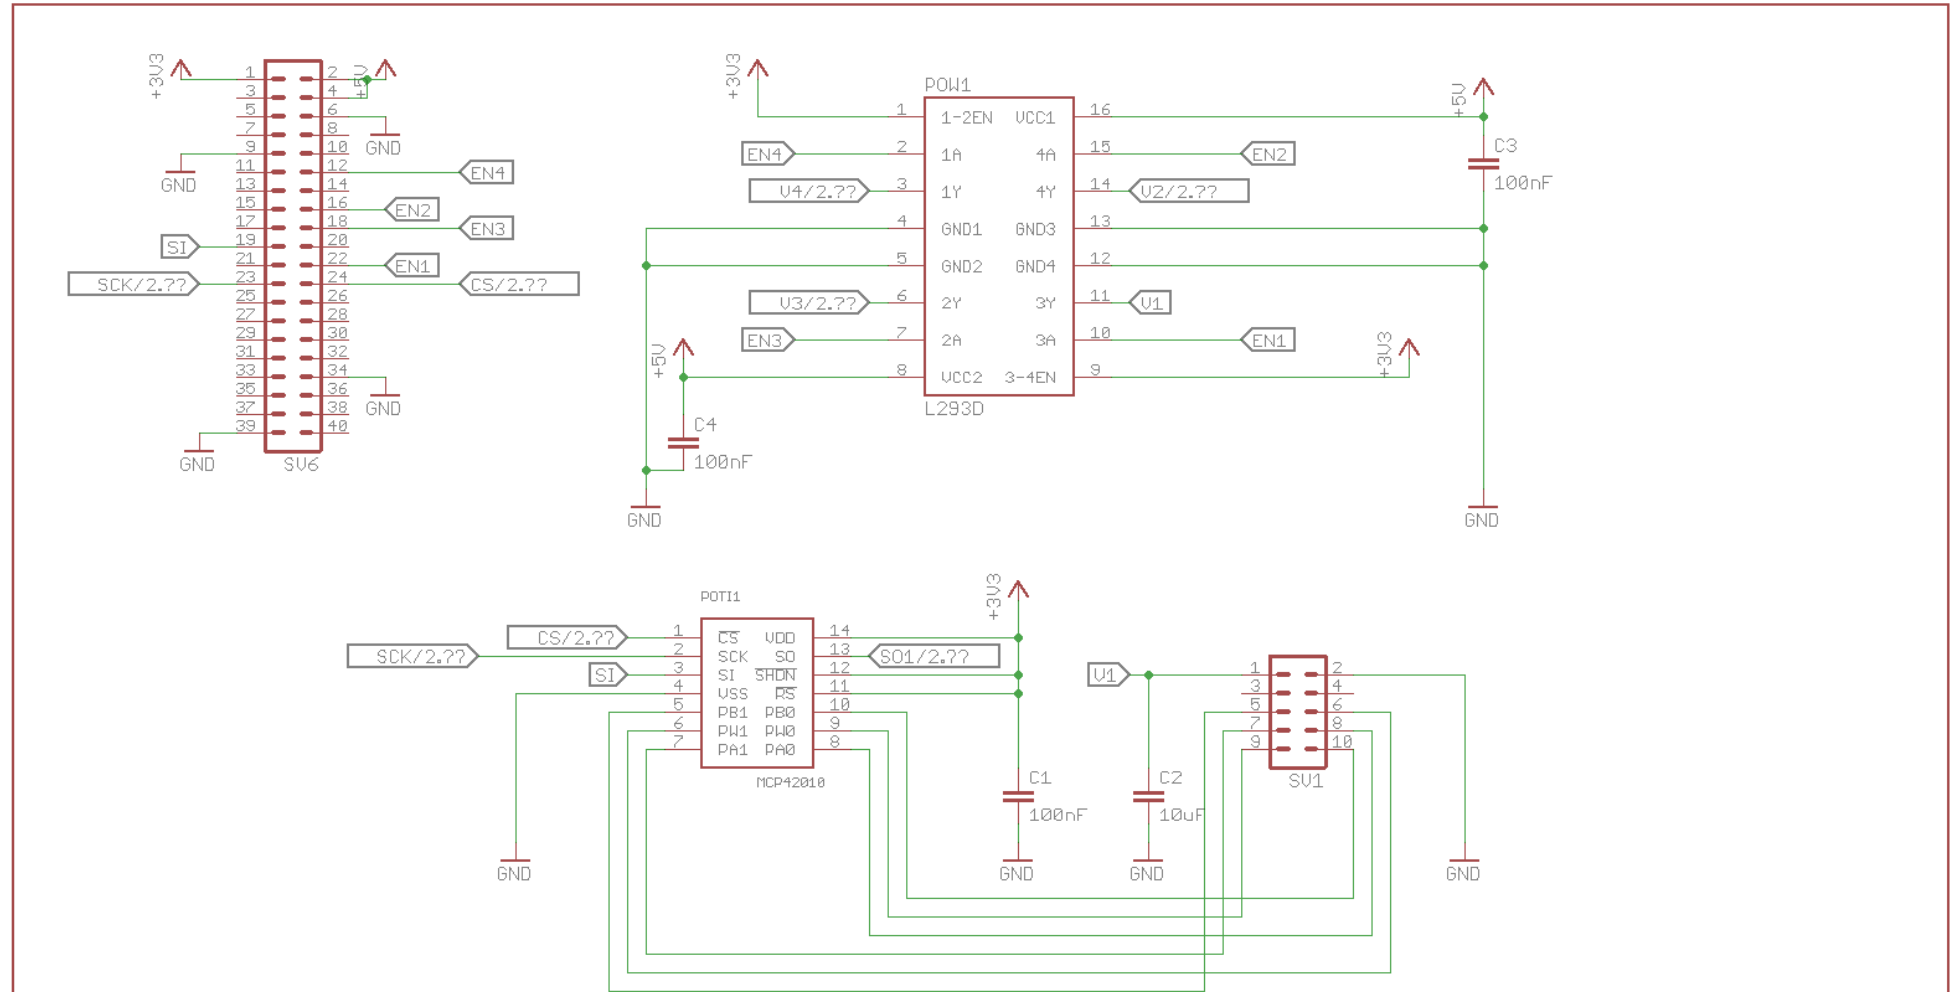 +3V3
+5V
1 2
3 4
5 6
7 8
9 10
11 12
13 14
15 16
17 18
19 20
21 22
23 24
25 26
27 28
29 30
31 32
33 34
35 36
37 38
39 40
GND
GND
EN4
EN2
EN3
SI
EN1
SCK/2.??
CS/2.??
GND
GND
SV6
+3V3
POW1
+5V
1 1-2EN VCC1 16
EN4 2 1A 4A 15 EN2
C3
100nF
V4/2.?? 3 1Y 4Y 14 V2/2.??
4 GND1 GND3 13
5 GND2 GND4 12
V3/2.?? 6 2Y 3Y 11 V1
EN3 7 2A 3A 10 EN1
+5V
+3V3
8 VCC2 3-4EN 9
L293D
C4
100nF
GND
GND
POTI1
+3V3
CS/2.?? 1 CS VDD 14
SCK/2.?? 2 SCK SO 13 SO1/2.??
SI 3 SI SHDN 12
4 VSS RS 11
5 PB1 PB0 10
6 PW1 PW0 9
7 PA1 PA0 8
MCP42010
C1
100nF
GND
GND
V1
C2
10uF
GND
1 2
3 4
5 6
7 8
9 10
SV1
GND